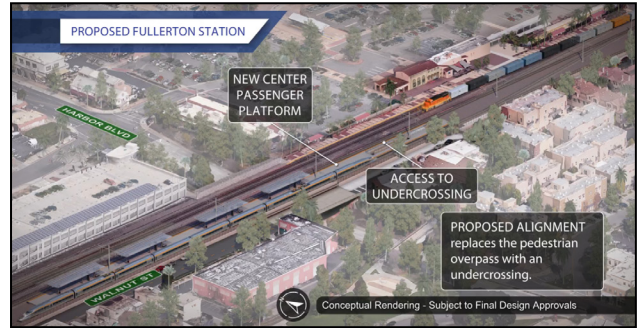 PROPOSED FULLERTON STATION
NEW CENTER
PASSENGER
PLATFORM
HARBOR BLVD
ACCESS TO
UNDERCROSSING
PROPOSED ALIGNMENT
replaces the pedestrian
overpass with an
undercrossing.
WALNUT ST
Conceptual Rendering - Subject to Final Design Approvals